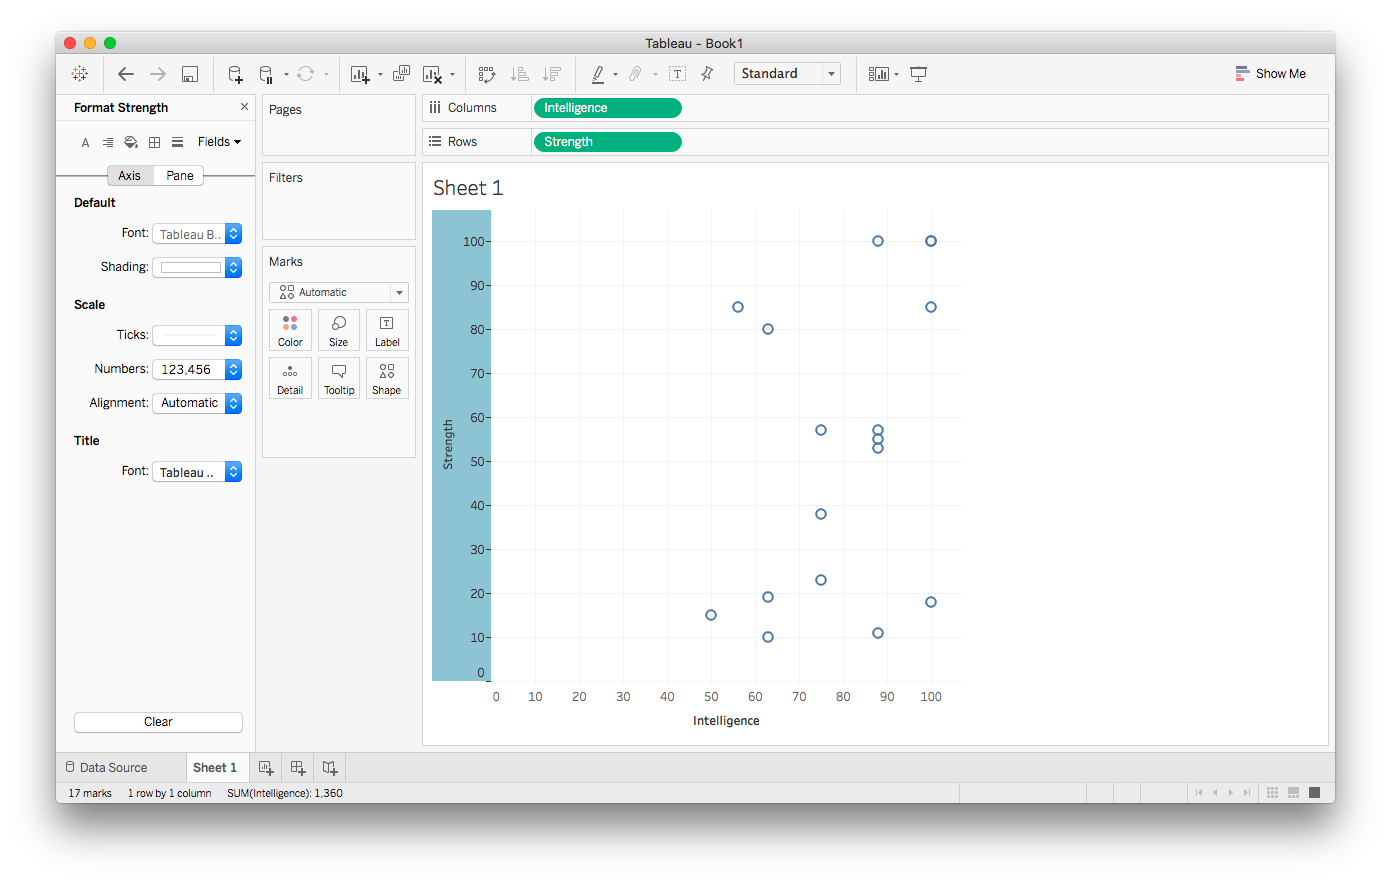 Tableau - Book1
Standard
Show Me
Format Strength
A
Fields
Axis
Pane
Default
Font:
Tableau B..
Shading:
Scale
Ticks:
Numbers:
123,456
Alignment:
Automatic
Title
Font:
Tableau ..
Clear
Pages
Filters
Marks
Automatic
Color
Size
T
Label
Detail
Tooltip
Shape
Columns
Intelligence
Rows
Strength
Sheet 1
100
90
80
70
60
50
40
30
20
10
0
Strength
0 10 20 30 40 50 60 70 80 90 100
Intelligence
Data Source
Sheet 1
17 marks
1 row by 1 column
SUM(Intelligence): 1,360